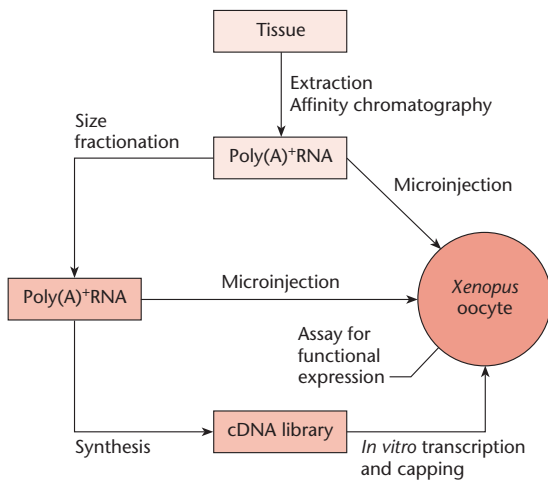 Tissue
Extraction
Affinity chromatography
Size
fractionation
Poly(A)⁺RNA
Microinjection
Poly(A)⁺RNA
Microinjection
Xenopus
oocyte
Assay for
functional
expression
Synthesis
cDNA library
In vitro transcription
and capping